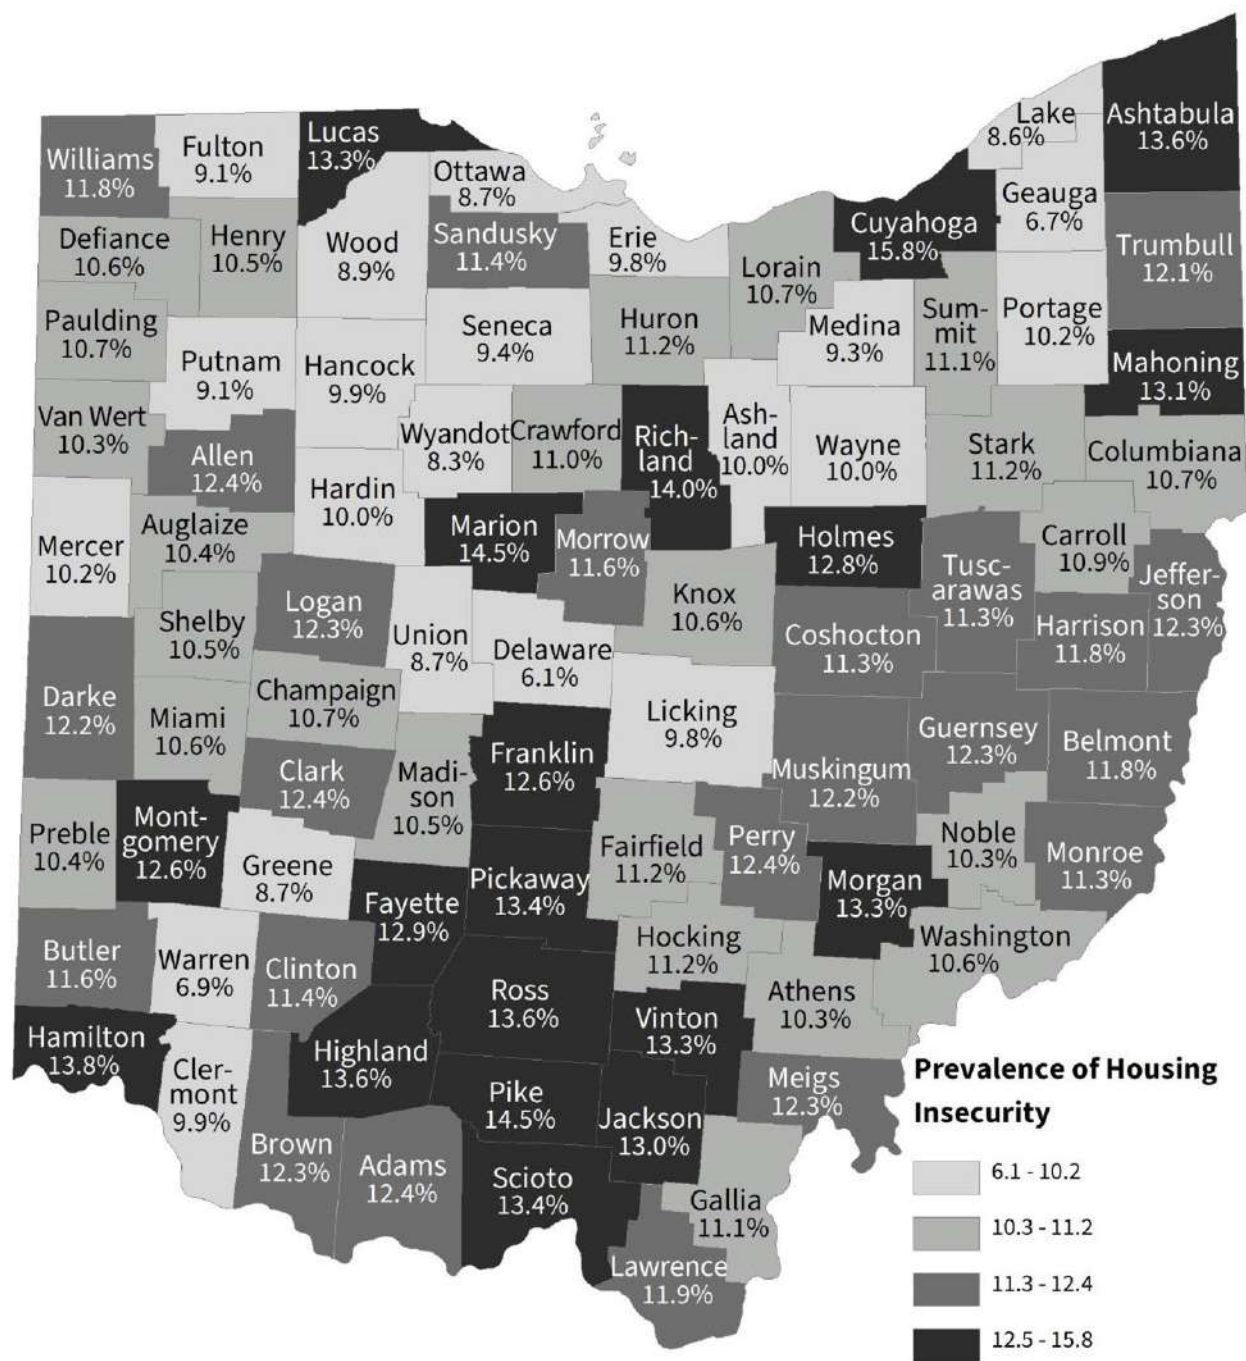 Lake
8.6%
Ashtabula
13.6%
Lucas
13.3%
Fulton
9.1%
Williams
11.8%
Ottawa
8.7%
Geauga
6.7%
Cuyahoga
15.8%
Defiance
10.6%
Henry
10.5%
Wood
8.9%
Sandusky
11.4%
Erie
9.8%
Lorain
10.7%
Trumbull
12.1%
Paulding
10.7%
Seneca
9.4%
Huron
11.2%
Medina
9.3%
Sum-
mit
11.1%
Portage
10.2%
Putnam
9.1%
Hancock
9.9%
Mahoning
13.1%
Van Wert
10.3%
Allen
12.4%
Wyandot
8.3%
Crawford
11.0%
Rich-
land
14.0%
Ash-
land
10.0%
Wayne
10.0%
Stark
11.2%
Columbiana
10.7%
Hardin
10.0%
Mercer
10.2%
Auglaize
10.4%
Marion
14.5%
Morrow
11.6%
Holmes
12.8%
Tusc-
arawas
11.3%
Carroll
10.9%
Jeffer-
son
12.3%
Logan
12.3%
Shelby
10.5%
Union
8.7%
Delaware
6.1%
Knox
10.6%
Coshocton
11.3%
Harrison
11.8%
Darke
12.2%
Miami
10.6%
Champaign
10.7%
Licking
9.8%
Guernsey
12.3%
Belmont
11.8%
Clark
12.4%
Madi-
son
10.5%
Franklin
12.6%
Muskingum
12.2%
Preble
10.4%
Mont-
gomery
12.6%
Greene
8.7%
Fairfield
11.2%
Perry
12.4%
Noble
10.3%
Monroe
11.3%
Fayette
12.9%
Pickaway
13.4%
Morgan
13.3%
Butler
11.6%
Warren
6.9%
Clinton
11.4%
Hocking
11.2%
Washington
10.6%
Ross
13.6%
Athens
10.3%
Hamilton
13.8%
Highland
13.6%
Vinton
13.3%
Cler-
mont
9.9%
Pike
14.5%
Jackson
13.0%
Meigs
12.3%
Brown
12.3%
Adams
12.4%
Scioto
13.4%
Gallia
11.1%
Lawrence
11.9%
Prevalence of Housing
Insecurity
6.1 - 10.2
10.3 - 11.2
11.3 - 12.4
12.5 - 15.8